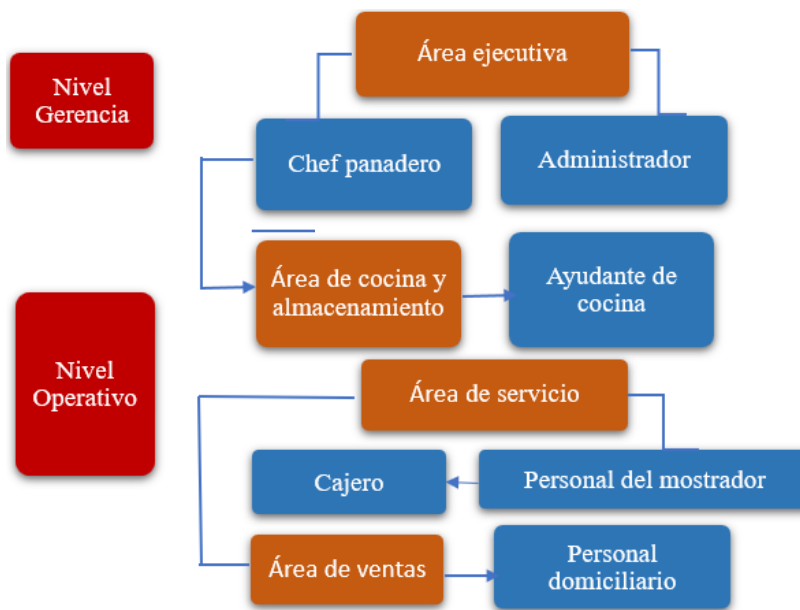 Área ejecutiva
Nivel
Gerencia
Chef panadero
Administrador
Área de cocina y
almacenamiento
Ayudante de
cocina
Nivel
Operativo
Área de servicio
Cajero
Personal del mostrador
Área de ventas
Personal
domiciliario